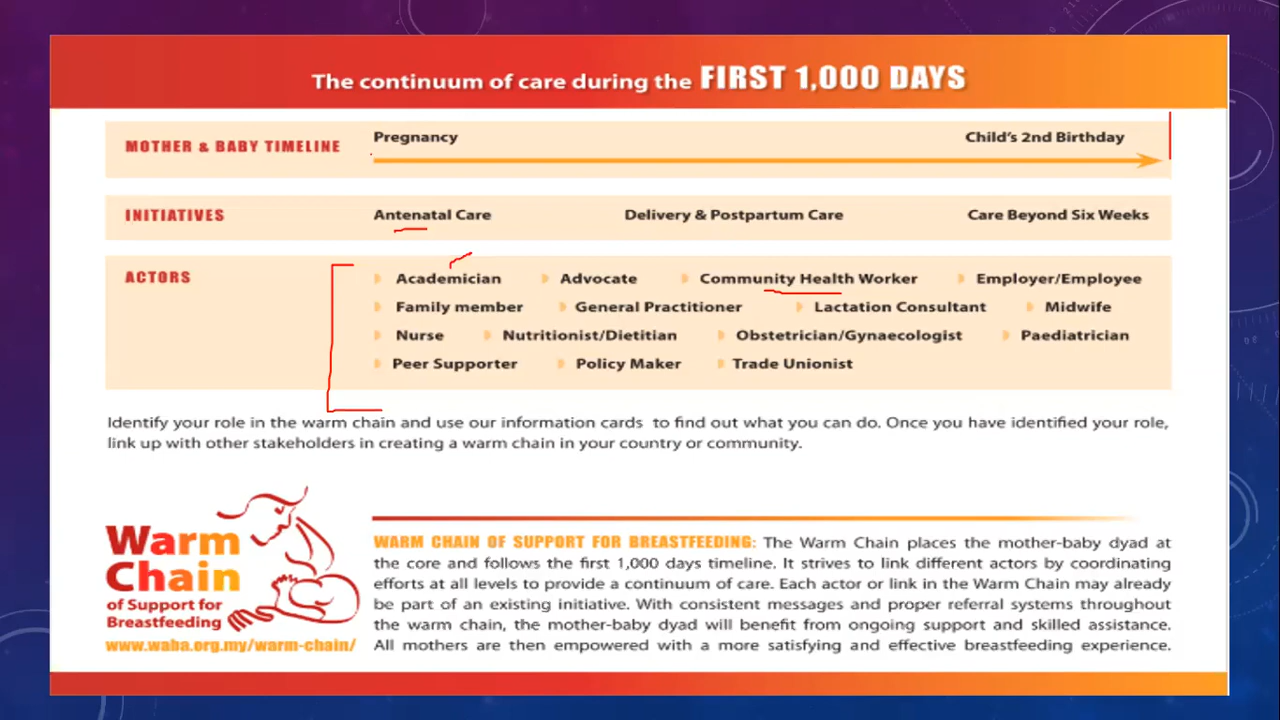 The continuum of care during the FIRST 1,000 DAYS
MOTHER & BABY TIMELINE
Pregnancy
Child's 2nd Birthday
INITIATIVES
Antenatal Care
Delivery & Postpartum Care
Care Beyond Six Weeks
ACTORS
Academician Advocate Community Health Worker Employer/Employee
Family member General Practitioner Lactation Consultant Midwife
Nurse Nutritionist/Dietitian Obstetrician/Gynaecologist Paediatrician
Peer Supporter Policy Maker Trade Unionist
Identify your role in the warm chain and use our information cards to find out what you can do. Once you have identified your role,
link up with other stakeholders in creating a warm chain in your country or community.
Warm
Chain
of Support for
Breastfeeding
www.waba.org.my/warm-chain/
WARM CHAIN OF SUPPORT FOR BREASTFEEDING: The Warm Chain places the mother-baby dyad at
the core and follows the first 1,000 days timeline. It strives to link different actors by coordinating
efforts at all levels to provide a continuum of care. Each actor or link in the Warm Chain may already
be part of an existing initiative. With consistent messages and proper referral systems throughout
the warm chain, the mother-baby dyad will benefit from ongoing support and skilled assistance.
All mothers are then empowered with a more satisfying and effective breastfeeding experience.